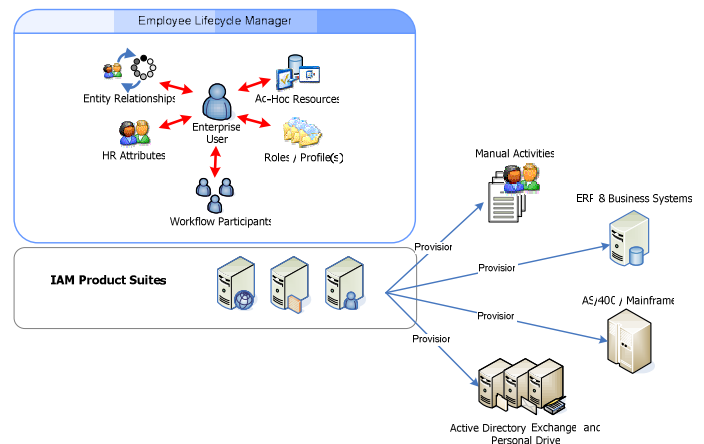 Employee Lifecycle Manager
Entity Relationships
Ad-Hoc Resources
Enterprise
User
HR Attributes
Roles / Profile(s)
Workflow Participants
Manual Activities
ERP & Business Systems
Provision
Provision
IAM Product Suites
AS/400 / Mainframe
Provision
Provision
Active Directory Exchange and
Personal Drive